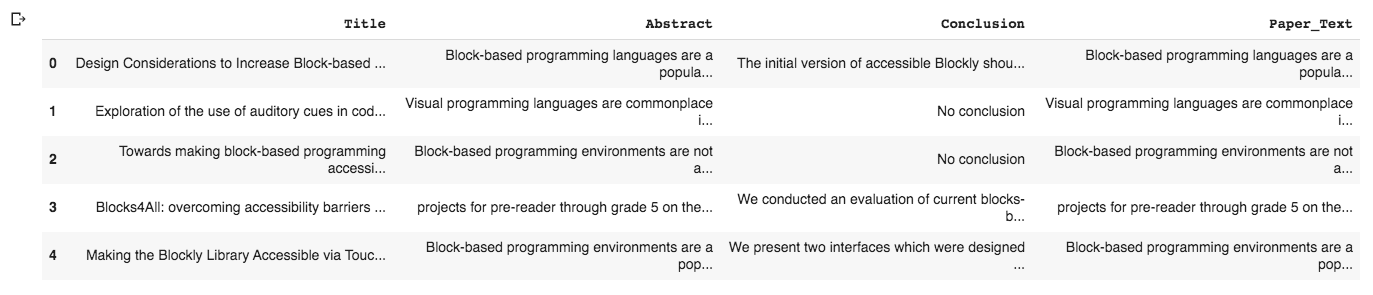 Title Abstract Conclusion Paper_Text
0 Design Considerations to Increase Block-based ... Block-based programming languages are a popula... The initial version of accessible Blockly shou... Block-based programming languages are a popula...
1 Exploration of the use of auditory cues in cod... Visual programming languages are commonplace i... No conclusion Visual programming languages are commonplace i...
2 Towards making block-based programming accessi... Block-based programming environments are not a... No conclusion Block-based programming environments are not a...
3 Blocks4All: overcoming accessibility barriers ... projects for pre-reader through grade 5 on the... We conducted an evaluation of current blocks-b... projects for pre-reader through grade 5 on the...
4 Making the Blockly Library Accessible via Touc... Block-based programming environments are a pop... We present two interfaces which were designed ... Block-based programming environments are a pop...